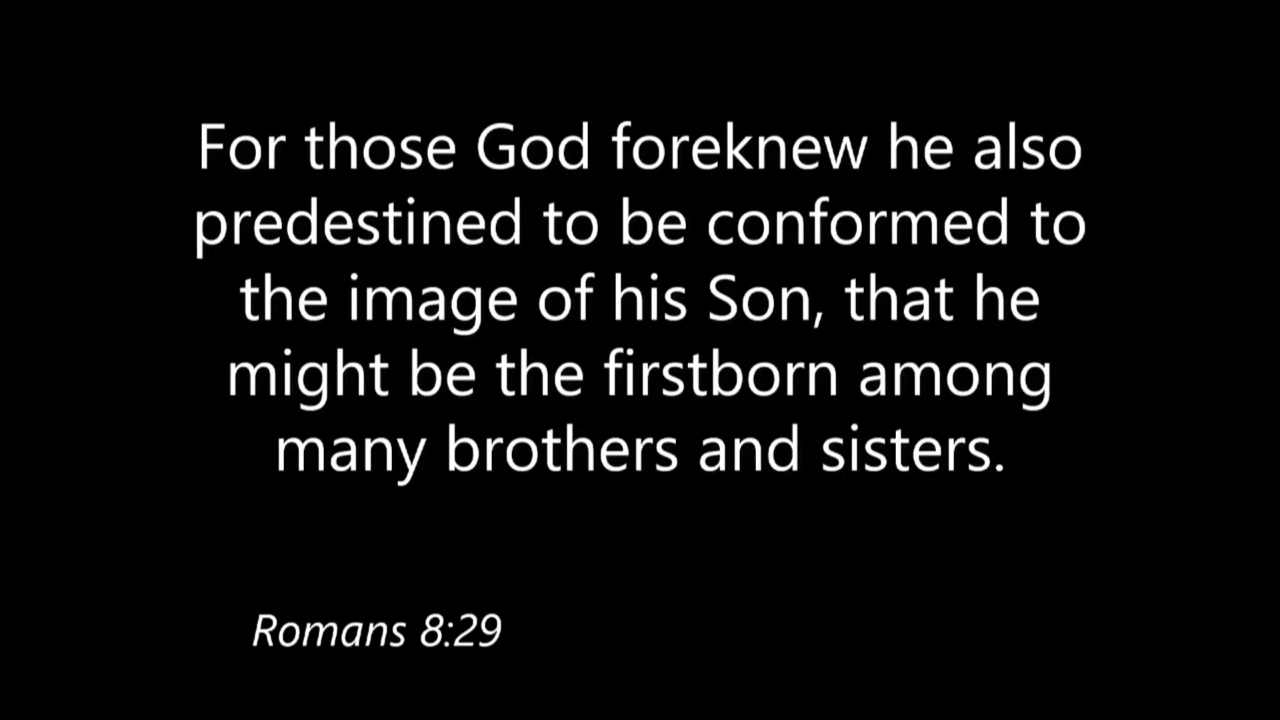 For those God foreknew he also
predestined to be conformed to
the image of his Son, that he
might be the firstborn among
many brothers and sisters.
Romans 8:29